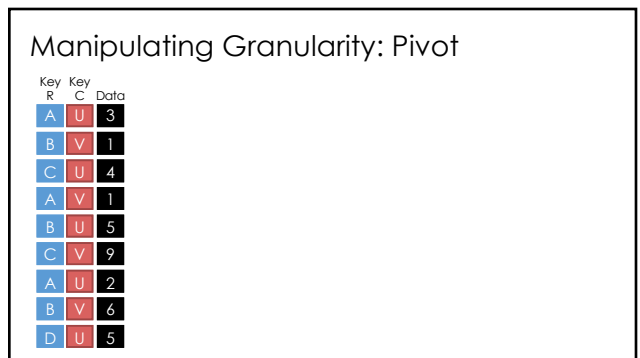 Manipulating Granularity: Pivot
Key Key
R C Data
A U 3
B V 1
C U 4
A V 1
B U 5
C V 9
A U 2
B V 6
D U 5